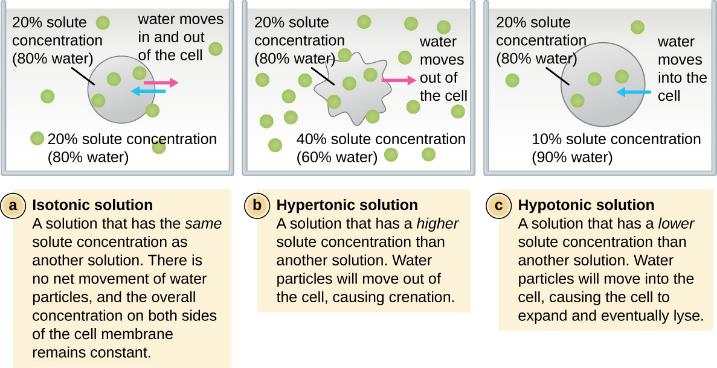 20% solute
concentration
(80% water)
water moves
in and out
of the cell
20% solute concentration
(80% water)
20% solute
concentration
(80% water)
water
moves
out of
the cell
40% solute concentration
(60% water)
20% solute
concentration
(80% water)
water
moves
into the
cell
10% solute concentration
(90% water)
a Isotonic solution
A solution that has the same
solute concentration as
another solution. There is
no net movement of water
particles, and the overall
concentration on both sides
of the cell membrane
remains constant.
b Hypertonic solution
A solution that has a higher
solute concentration than
another solution. Water
particles will move out of
the cell, causing crenation.
c Hypotonic solution
A solution that has a lower
solute concentration than
another solution. Water
particles will move into the
cell, causing the cell to
expand and eventually lyse.